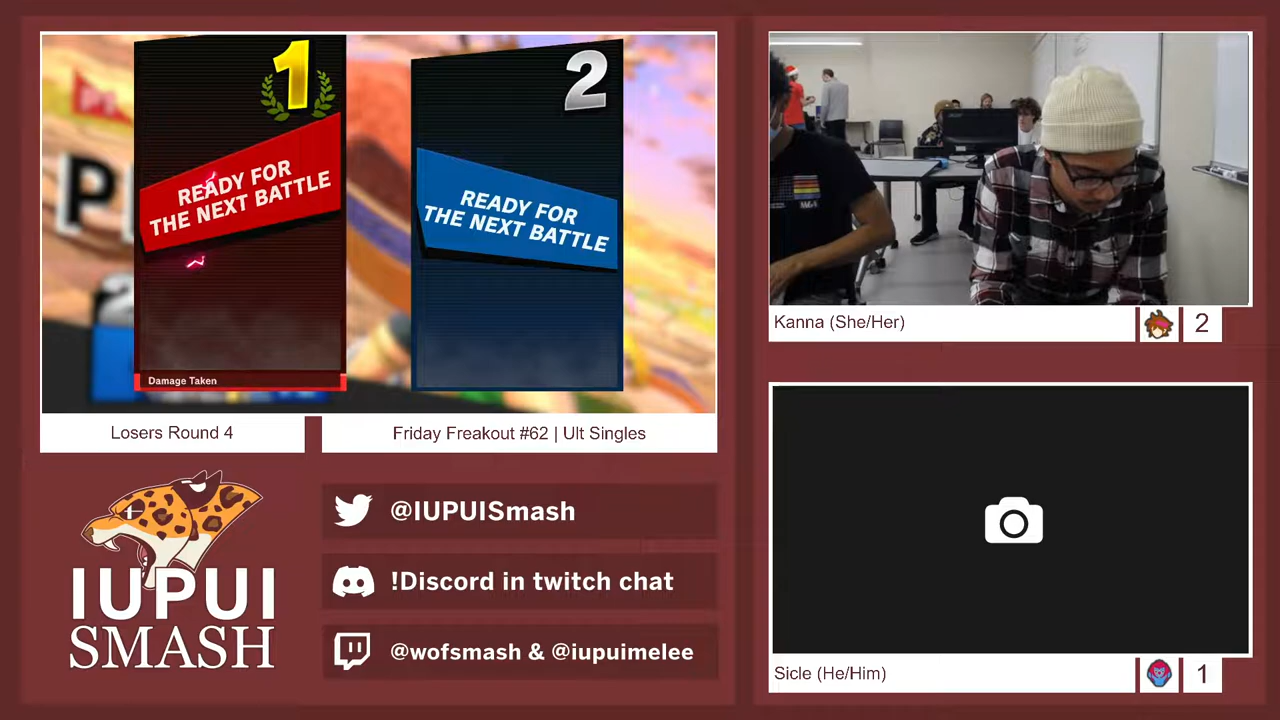 1
READY FOR
THE NEXT BATTLE
Damage Taken
2
READY FOR
THE NEXT BATTLE
Losers Round 4
Friday Freakout #62 | Ult Singles
IUPUI
SMASH
@IUPUISmash
!Discord in twitch chat
@wofsmash & @iupuimelee
Kanna (She/Her)
2
Sicle (He/Him)
1